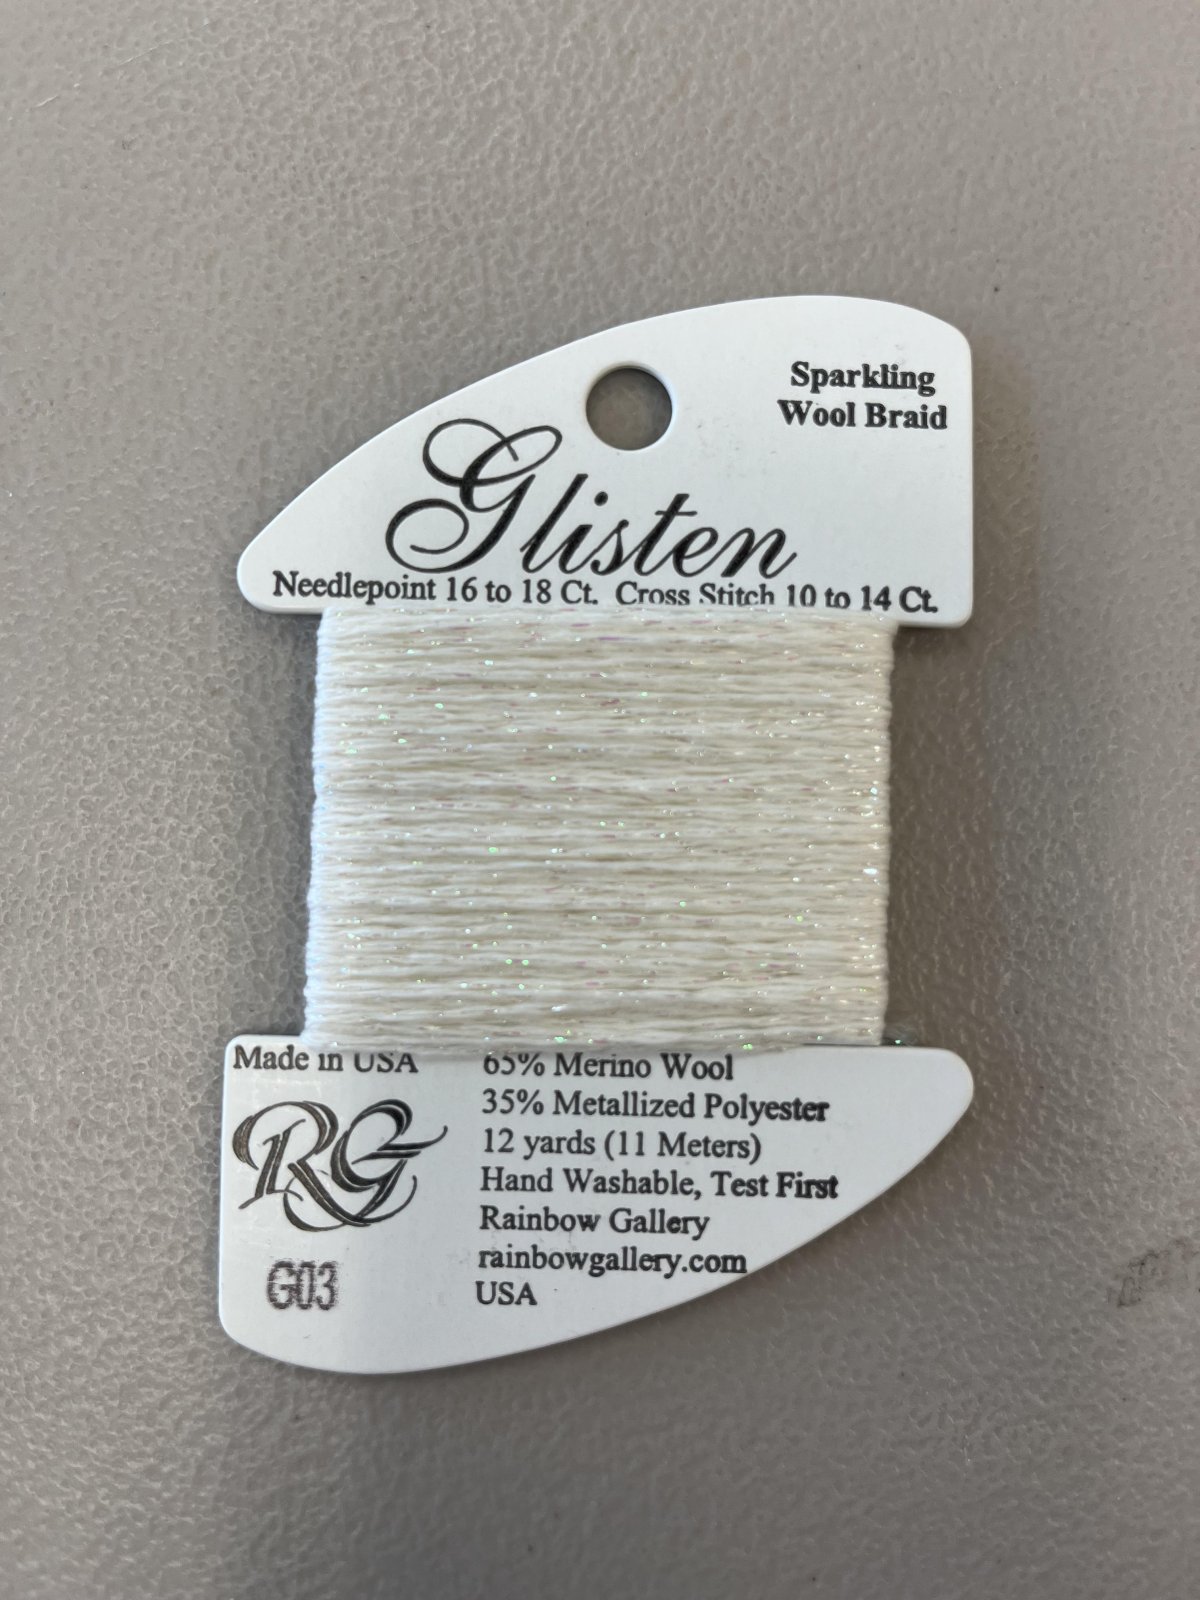 Sparkling
Wool Braid
Glisten
Needlepoint 16 to 18 Ct. Cross Stitch 10 to 14 Ct.
Made in USA
65% Merino Wool
35% Metallized Polyester
12 yards (11 Meters)
Hand Washable, Test First
Rainbow Gallery
rainbowgallery.com
USA
RG
G03